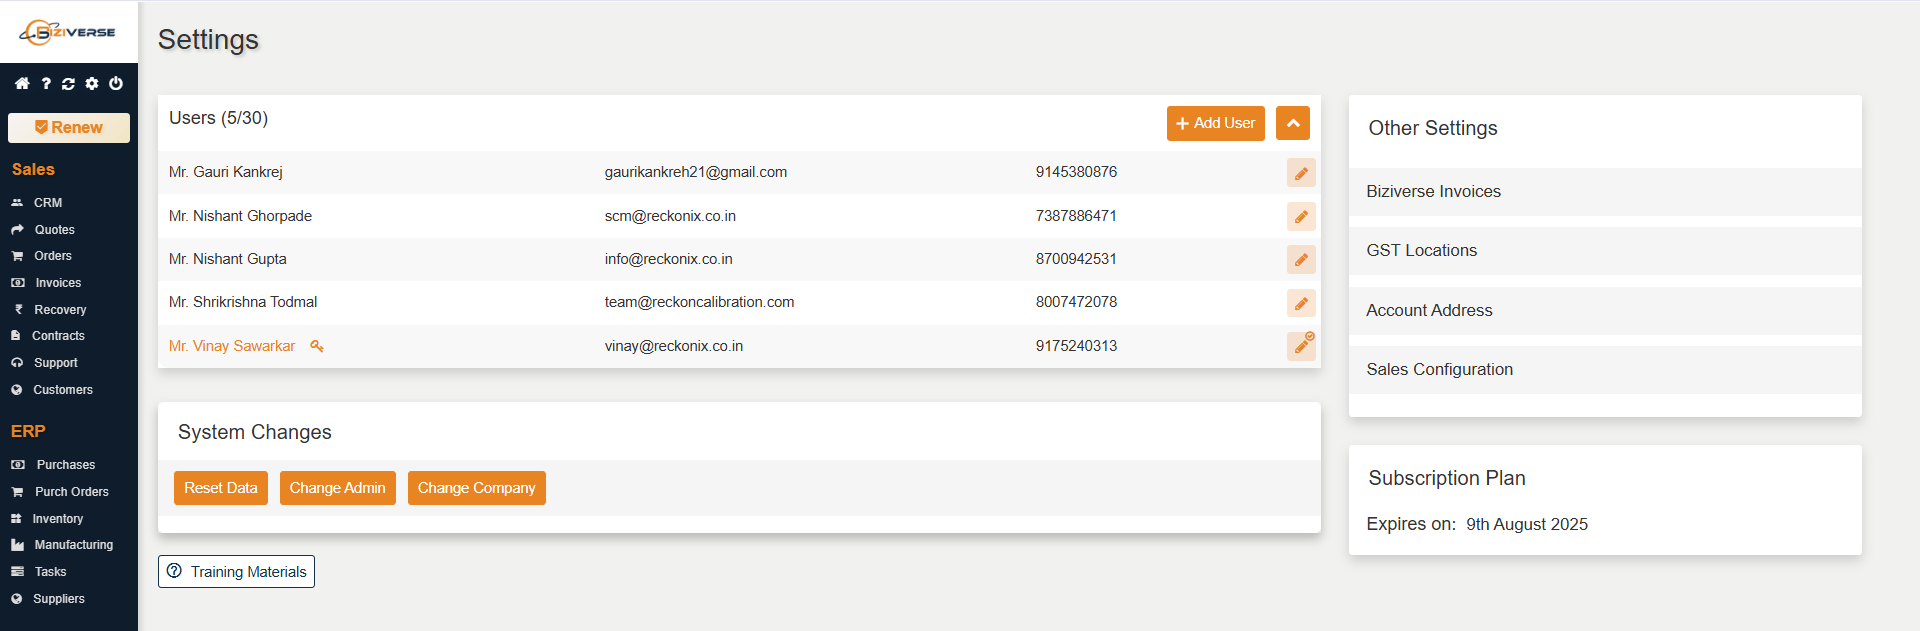 BIZIVERSE
Renew
Sales
CRM
Quotes
Orders
Invoices
Recovery
Contracts
Support
Customers
ERP
Purchases
Purch Orders
Inventory
Manufacturing
Tasks
Suppliers
Settings
Users (5/30)
+ Add User
Mr. Gauri Kankrej gaurikankreh21@gmail.com 9145380876
Mr. Nishant Ghorpade scm@reckonix.co.in 7387886471
Mr. Nishant Gupta info@reckonix.co.in 8700942531
Mr. Shrikrishna Todmal team@reckoncalibration.com 8007472078
Mr. Vinay Sawarkar vinay@reckonix.co.in 9175240313
System Changes
Reset Data Change Admin Change Company
Training Materials
Other Settings
Biziverse Invoices
GST Locations
Account Address
Sales Configuration
Subscription Plan
Expires on: 9th August 2025